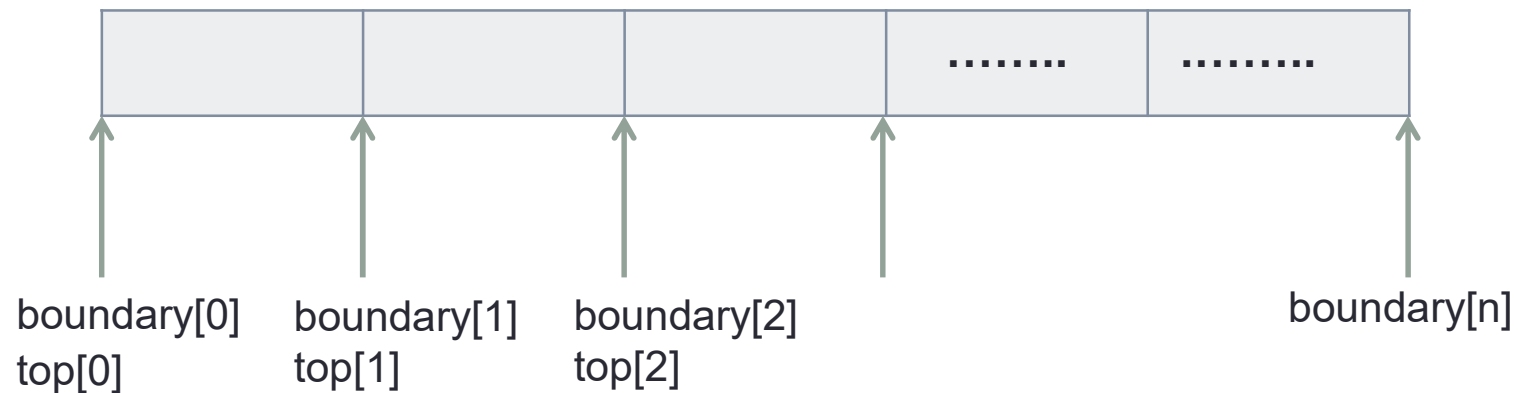 ........ .........
boundary[0] boundary[1] boundary[2] boundary[n]
top[0] top[1] top[2]